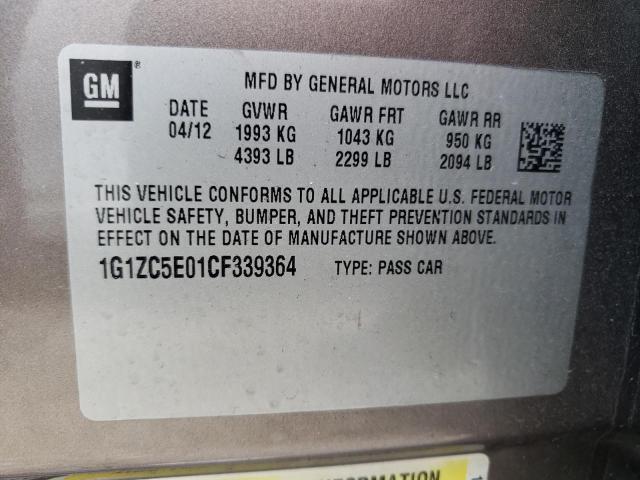 GM®
MFD BY GENERAL MOTORS LLC
DATE GVWR GAWR FRT GAWR RR
04/12 1993 KG 1043 KG 950 KG
4393 LB 2299 LB 2094 LB
THIS VEHICLE CONFORMS TO ALL APPLICABLE U.S. FEDERAL MOTOR
VEHICLE SAFETY, BUMPER, AND THEFT PREVENTION STANDARDS IN
EFFECT ON THE DATE OF MANUFACTURE SHOWN ABOVE.
1G1ZC5E01CF339364 TYPE: PASS CAR
INFORMATION